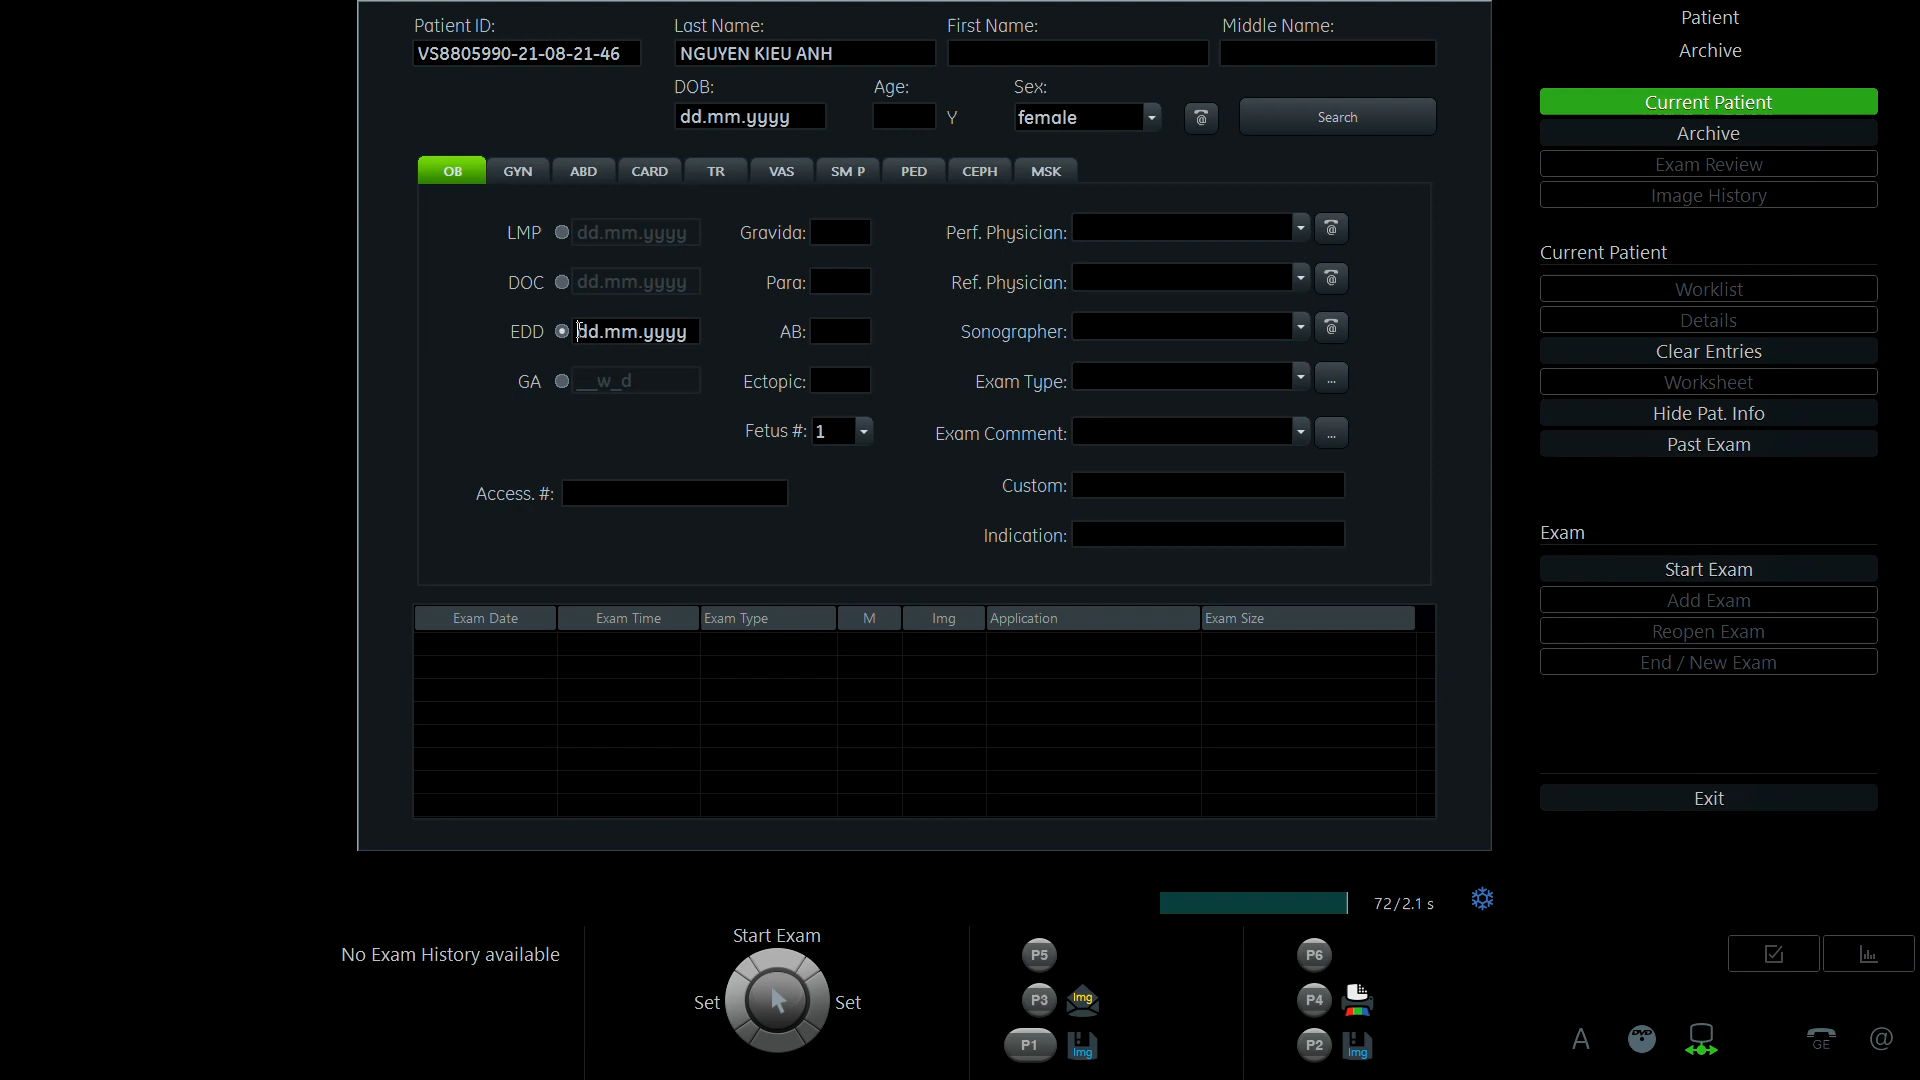 Patient ID: Last Name: First Name: Middle Name:
VS8805990-21-08-21-46 NGUYEN KIEU ANH
DOB: Age: Sex:
dd.mm.yyyy Y female @ Search
OB GYN ABD CARD TR VAS SM P PED CEPH MSK
LMP dd.mm.yyyy Gravida: Perf. Physician: @
DOC dd.mm.yyyy Para: Ref. Physician: @
EDD dd.mm.yyyy AB: Sonographer: @
GA __w_d Ectopic: Exam Type: ...
Fetus #: 1 Exam Comment: ...
Access. #: Custom:
Indication:
Exam Date Exam Time Exam Type M Img Application Exam Size
Patient
Archive
Current Patient
Archive
Exam Review
Image History
Current Patient
Worklist
Details
Clear Entries
Worksheet
Hide Pat. Info
Past Exam
Exam
Start Exam
Add Exam
Reopen Exam
End / New Exam
Exit
72/2.1 s
No Exam History available
Start Exam
Set Set
P5 P6
P3 Img P4
P1 Img P2 Img
A DVD GE @